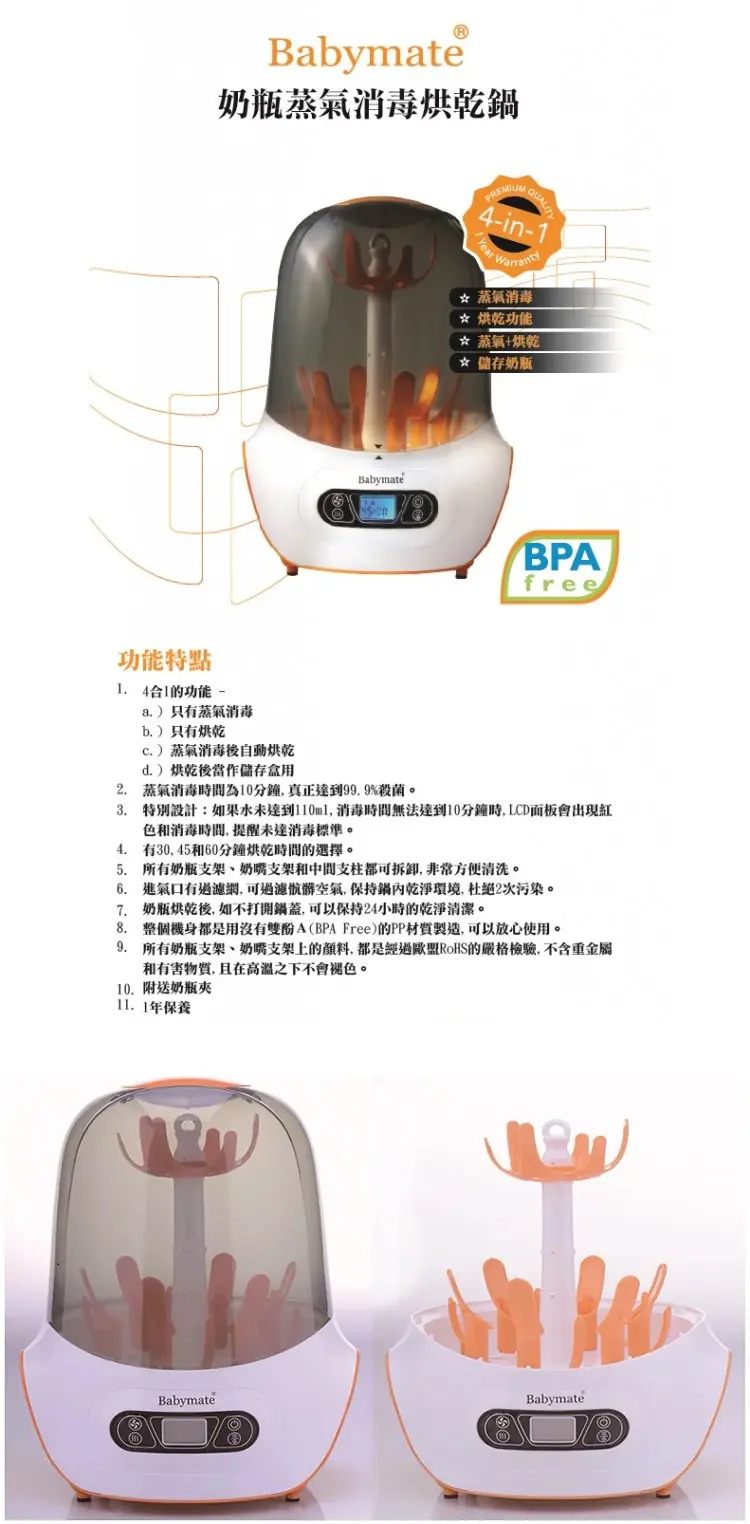 Babymate®
奶瓶蒸氣消毒烘乾鍋
PREMIUM QUALITY
4-in-1
1 Year Warranty
☆ 蒸氣消毒
☆ 烘乾功能
☆ 蒸氣+烘乾
☆ 儲存奶瓶
Babymate®
45:00
BPA
free
功能特點
1. 4合1的功能 -
a.) 只有蒸氣消毒
b.) 只有烘乾
c.) 蒸氣消毒後自動烘乾
d.) 烘乾後當作儲存盒用
2. 蒸氣消毒時間為10分鐘,真正達到99.9%殺菌。
3. 特別設計：如果水未達到110ml,消毒時間無法達到10分鐘時,LCD面板會出現紅
色和消毒時間,提醒未達消毒標準。
4. 有30,45和60分鐘烘乾時間的選擇。
5. 所有奶瓶支架、奶嘴支架和中間支柱都可拆卸,非常方便清洗。
6. 進氣口有過濾網,可過濾骯髒空氣,保持鍋內乾淨環境,杜絕2次污染。
7. 奶瓶烘乾後,如不打開鍋蓋,可以保持24小時的乾淨清潔。
8. 整個機身都是用沒有雙酚A(BPA Free)的PP材質製造,可以放心使用。
9. 所有奶瓶支架、奶嘴支架上的顏料,都是經過歐盟RoHS的嚴格檢驗,不含重金屬
和有害物質,且在高溫之下不會褪色。
10. 附送奶瓶夾
11. 1年保養
Babymate®
Babymate®